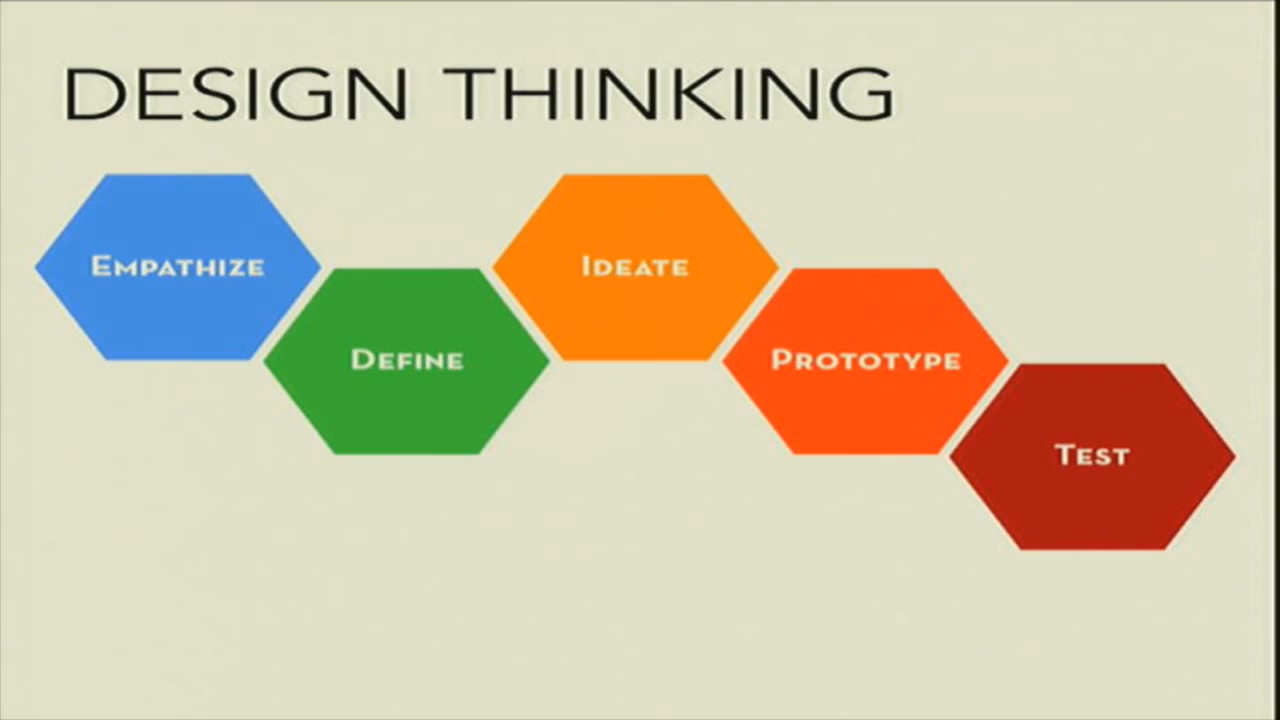 DESIGN THINKING
Empathize
Define
Ideate
Prototype
Test